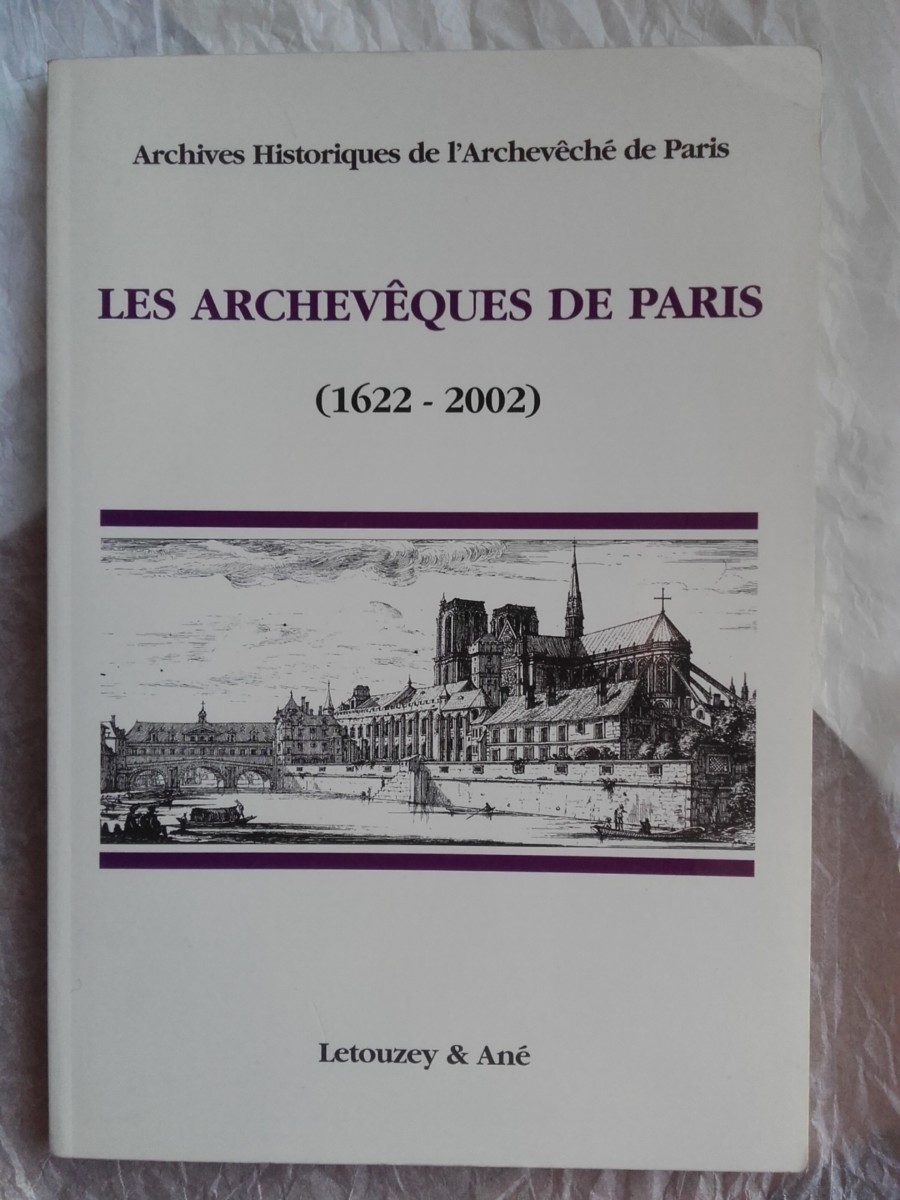 Archives Historiques de l'Archevêché de Paris
LES ARCHEVÊQUES DE PARIS
(1622 - 2002)
Letouzey & Ané